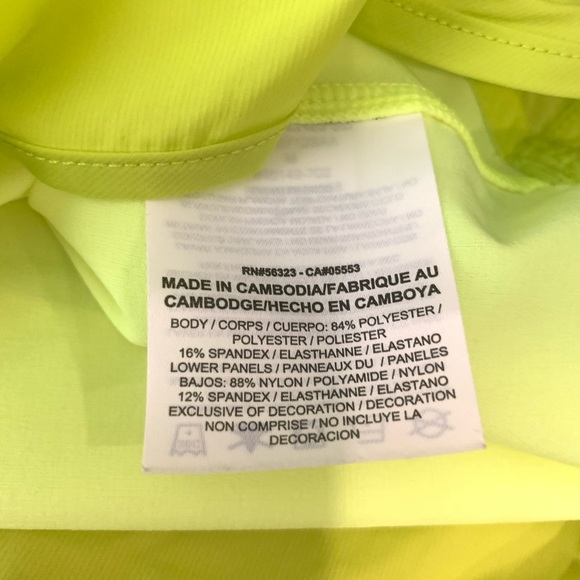 RN#56323 - CA#05553
MADE IN CAMBODIA/FABRIQUE AU
CAMBODGE/HECHO EN CAMBOYA
BODY / CORPS / CUERPO: 84% POLYESTER /
POLYESTER / POLIESTER
16% SPANDEX / ELASTHANNE / ELASTANO
LOWER PANELS / PANNEAUX DU / PANELES
BAJOS: 88% NYLON / POLYAMIDE / NYLON
12% SPANDEX / ELASTHANNE / ELASTANO
EXCLUSIVE OF DECORATION / DECORATION
NON COMPRISE / NO INCLUYE LA
DECORACION